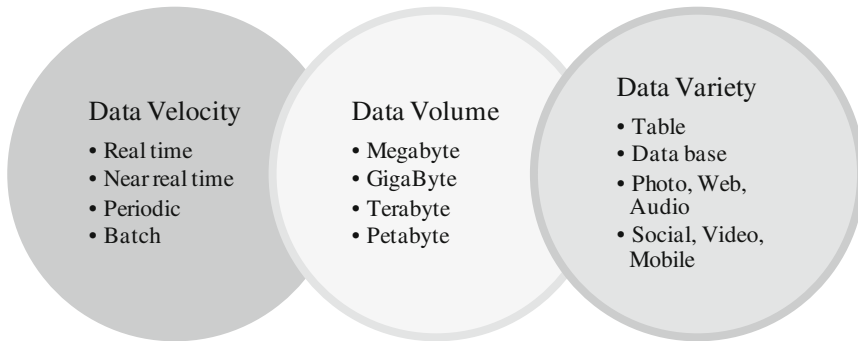 Data Velocity
• Real time
• Near real time
• Periodic
• Batch
Data Volume
• Megabyte
• GigaByte
• Terabyte
• Petabyte
Data Variety
• Table
• Data base
• Photo, Web,
Audio
• Social, Video,
Mobile